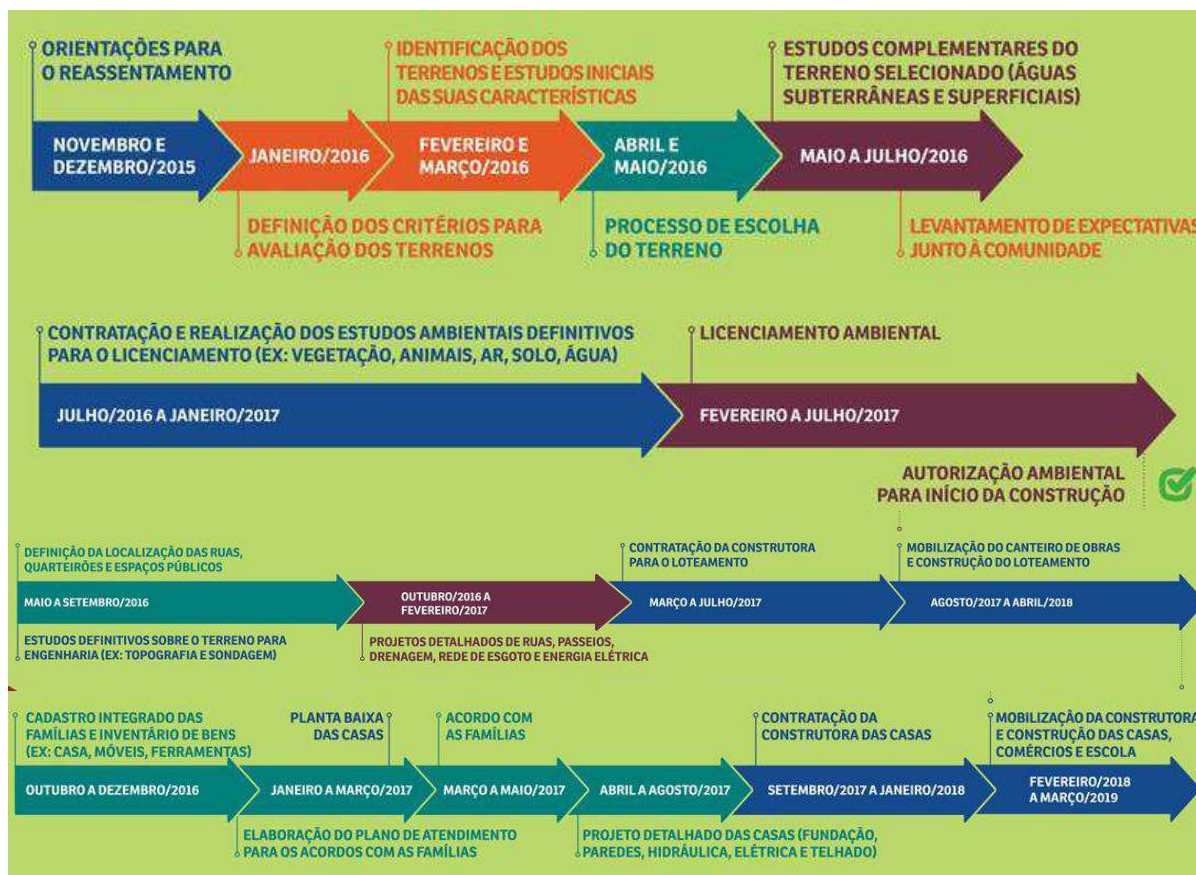 ORIENTAÇÕES PARA
O REASSENTAMENTO
IDENTIFICAÇÃO DOS
TERRENOS E ESTUDOS INICIAIS
DAS SUAS CARACTERÍSTICAS
ESTUDOS COMPLEMENTARES DO
TERRENO SELECIONADO (ÁGUAS
SUBTERRÂNEAS E SUPERFICIAIS)
NOVEMBRO E
DEZEMBRO/2015
JANEIRO/2016
FEVEREIRO E
MARÇO/2016
ABRIL E
MAIO/2016
MAIO A JULHO/2016
DEFINIÇÃO DOS CRITÉRIOS PARA
AVALIAÇÃO DOS TERRENOS
PROCESSO DE ESCOLHA
DO TERRENO
LEVANTAMENTO DE EXPECTATIVAS
JUNTO À COMUNIDADE
CONTRATAÇÃO E REALIZAÇÃO DOS ESTUDOS AMBIENTAIS DEFINITIVOS
PARA O LICENCIAMENTO (EX: VEGETAÇÃO, ANIMAIS, AR, SOLO, ÁGUA)
LICENCIAMENTO AMBIENTAL
JULHO/2016 A JANEIRO/2017
FEVEREIRO A JULHO/2017
AUTORIZAÇÃO AMBIENTAL
PARA INÍCIO DA CONSTRUÇÃO
DEFINIÇÃO DA LOCALIZAÇÃO DAS RUAS,
QUARTEIRÕES E ESPAÇOS PÚBLICOS
CONTRATAÇÃO DA CONSTRUTORA
PARA O LOTEAMENTO
MOBILIZAÇÃO DO CANTEIRO DE OBRAS
E CONSTRUÇÃO DO LOTEAMENTO
MAIO A SETEMBRO/2016
OUTUBRO/2016 A
FEVEREIRO/2017
MARÇO A JULHO/2017
AGOSTO/2017 A ABRIL/2018
ESTUDOS DEFINITIVOS SOBRE O TERRENO PARA
ENGENHARIA (EX: TOPOGRAFIA E SONDAGEM)
PROJETOS DETALHADOS DE RUAS, PASSEIOS,
DRENAGEM, REDE DE ESGOTO E ENERGIA ELÉTRICA
CADASTRO INTEGRADO DAS
FAMÍLIAS E INVENTÁRIO DE BENS
(EX: CASA, MÓVEIS, FERRAMENTAS)
PLANTA BAIXA
DAS CASAS
ACORDO COM
AS FAMÍLIAS
CONTRATAÇÃO DA
CONSTRUTORA DAS CASAS
MOBILIZAÇÃO DA CONSTRUTORA
E CONSTRUÇÃO DAS CASAS,
COMÉRCIOS E ESCOLA
OUTUBRO A DEZEMBRO/2016
JANEIRO A MARÇO/2017
MARÇO A MAIO/2017
ABRIL A AGOSTO/2017
SETEMBRO/2017 A JANEIRO/2018
FEVEREIRO/2018
A MARÇO/2019
ELABORAÇÃO DO PLANO DE ATENDIMENTO
PARA OS ACORDOS COM AS FAMÍLIAS
PROJETO DETALHADO DAS CASAS (FUNDAÇÃO,
PAREDES, HIDRÁULICA, ELÉTRICA E TELHADO)